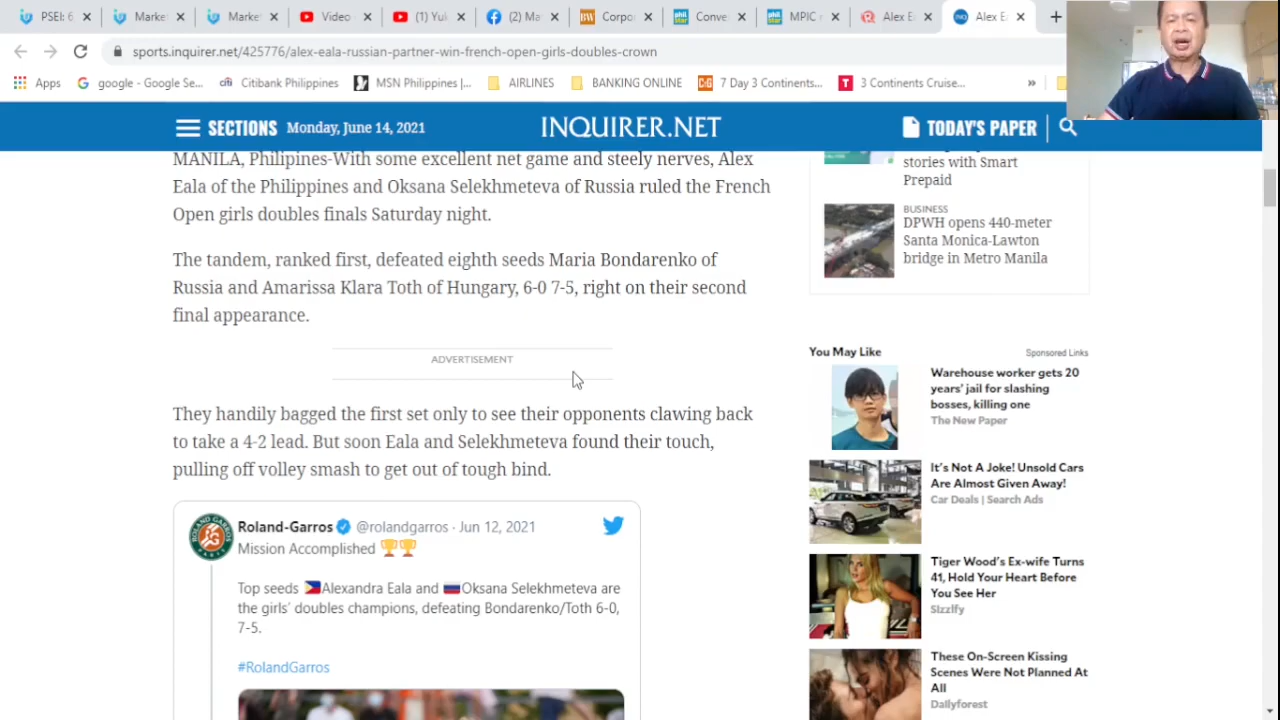 PSEI: 6
Market
Market
Video
(1) Yul
(2) Ma
Corpo
Conve
MPIC r
Alex E
Alex E
sports.inquirer.net/425776/alex-eala-russian-partner-win-french-open-girls-doubles-crown
Apps
google - Google Se...
Citibank Philippines
MSN Philippines |...
AIRLINES
BANKING ONLINE
7 Day 3 Continents...
3 Continents Cruise...
»
SECTIONS Monday, June 14, 2021
INQUIRER.NET
TODAY'S PAPER
MANILA, Philipines-With some excellent net game and steely nerves, Alex
Eala of the Philippines and Oksana Selekhmeteva of Russia ruled the French
Open girls doubles finals Saturday night.
The tandem, ranked first, defeated eighth seeds Maria Bondarenko of
Russia and Amarissa Klara Toth of Hungary, 6-0 7-5, right on their second
final appearance.
ADVERTISEMENT
They handily bagged the first set only to see their opponents clawing back
to take a 4-2 lead. But soon Eala and Selekhmeteva found their touch,
pulling off volley smash to get out of tough bind.
Roland-Garros @rolandgarros · Jun 12, 2021
Mission Accomplished
Top seeds Alexandra Eala and Oksana Selekhmeteva are
the girls' doubles champions, defeating Bondarenko/Toth 6-0,
7-5.
#RolandGarros
stories with Smart
Prepaid
BUSINESS
DPWH opens 440-meter
Santa Monica-Lawton
bridge in Metro Manila
You May Like
Sponsored Links
Warehouse worker gets 20
years' jail for slashing
bosses, killing one
The New Paper
It's Not A Joke! Unsold Cars
Are Almost Given Away!
Car Deals | Search Ads
Tiger Wood's Ex-wife Turns
41, Hold Your Heart Before
You See Her
Sizzlfy
These On-Screen Kissing
Scenes Were Not Planned At
All
Dailyforest